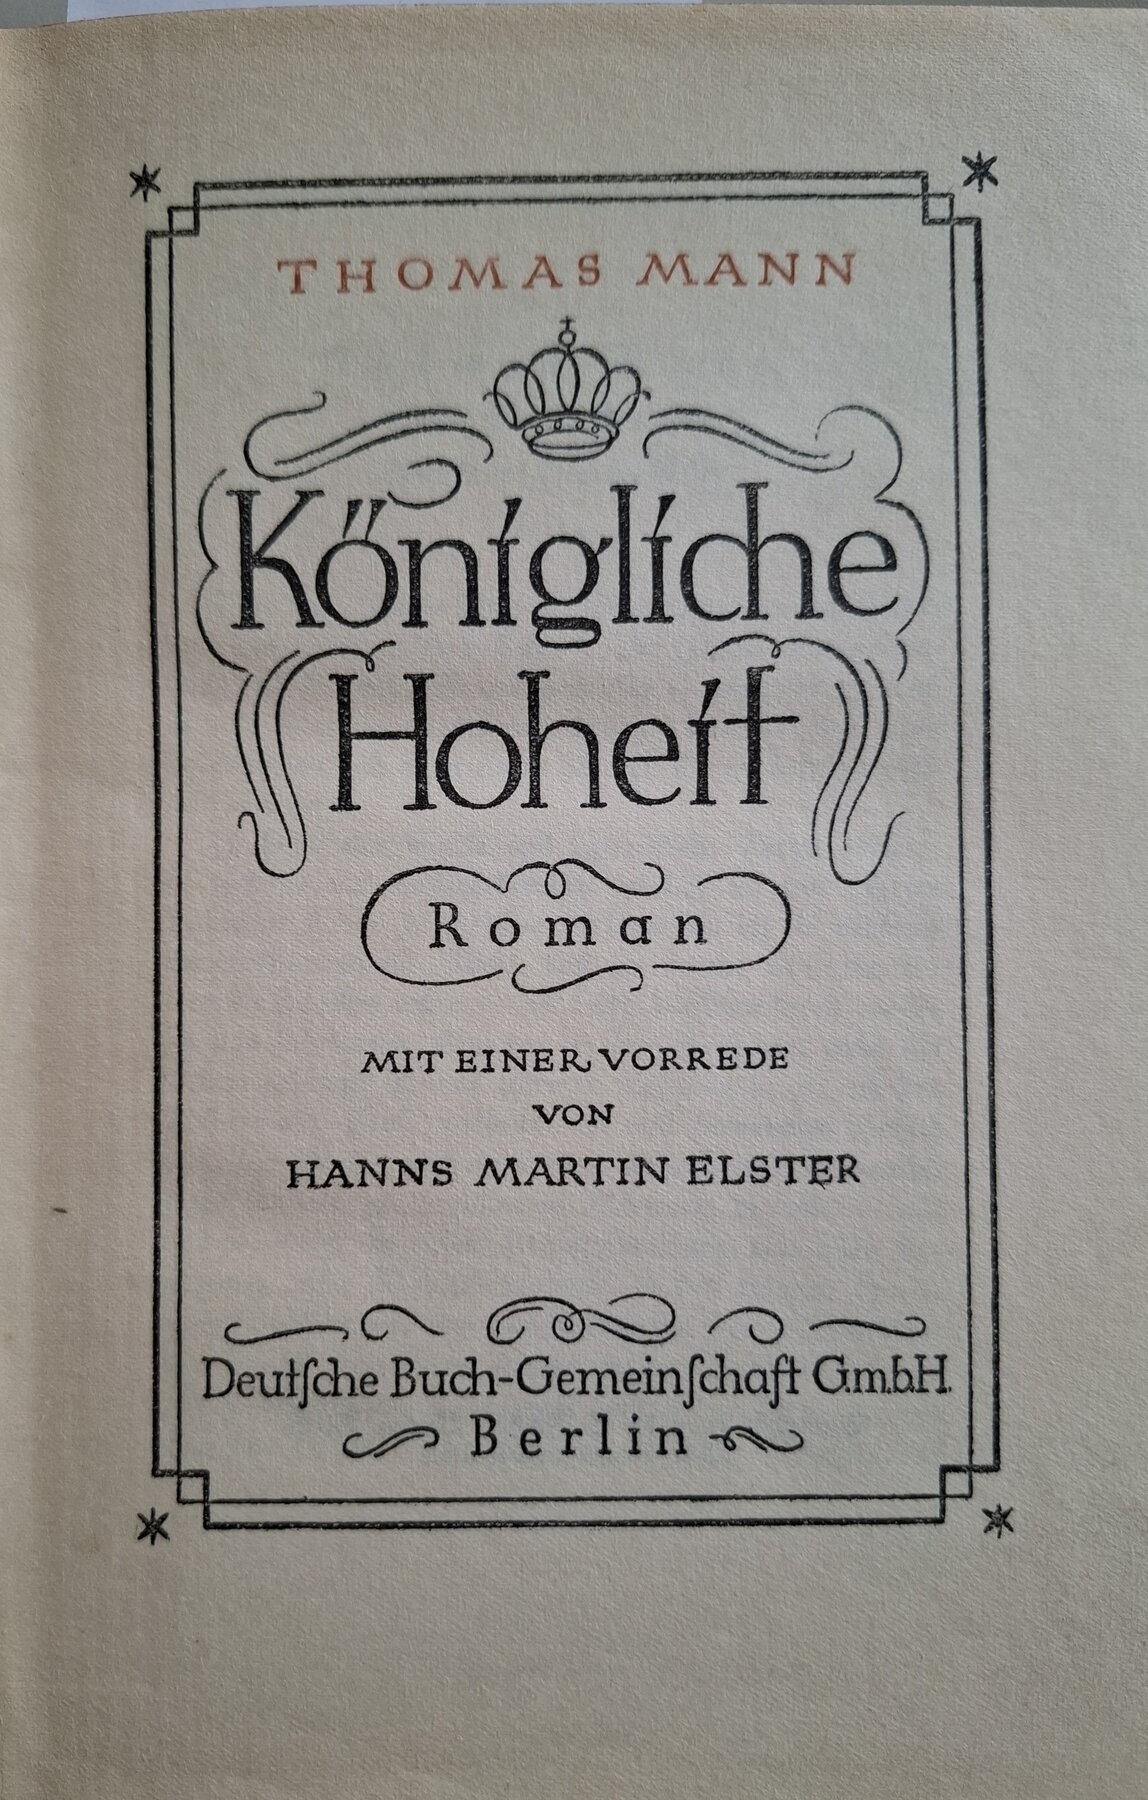 THOMAS MANN
Königliche
Hoheit
Roman
MIT EINER VORREDE
VON
HANNS MARTIN ELSTER
Deutſche Buch-Gemeinſchaft G.m.b.H.
Berlin